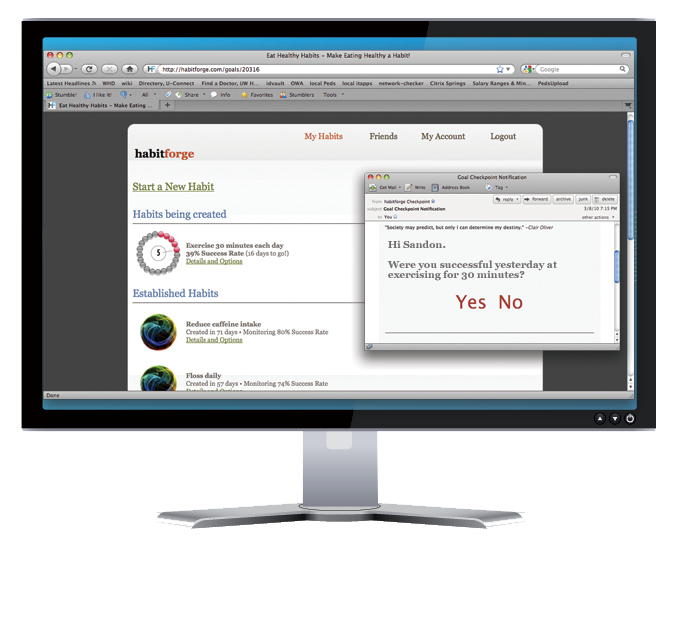 Eat Healthy Habits – Make Eating Healthy a Habit!
http://habitforge.com/goals/20316
Google
Latest Headlines WHD wiki Directory, U-Connect Find a Doctor, UW H... idvault OWA local Peds local itapps network-checker Citrix Springs Salary Ranges & Min... PedsUpload
Stumble! I like it! All Share Info Favorites Stumblers Tools
Eat Healthy Habits – Make Eating ...
My Habits Friends My Account Logout
habitforge
Start a New Habit
Habits being created
5
Exercise 30 minutes each day
39% Success Rate (16 days to go!)
Details and Options
Established Habits
Reduce caffeine intake
Created in 71 days • Monitoring 80% Success Rate
Details and Options
Floss daily
Created in 57 days • Monitoring 74% Success Rate
Details and Options
Done
Goal Checkpoint Notification
Get Mail Write Address Book Tag
from habitforge Checkpoint
reply forward archive junk delete
subject Goal Checkpoint Notification
3/8/10 7:15 PM
to You
other actions
"Society may predict, but only I can determine my destiny." –Clair Oliver
Hi Sandon.
Were you successful yesterday at
exercising for 30 minutes?
Yes No